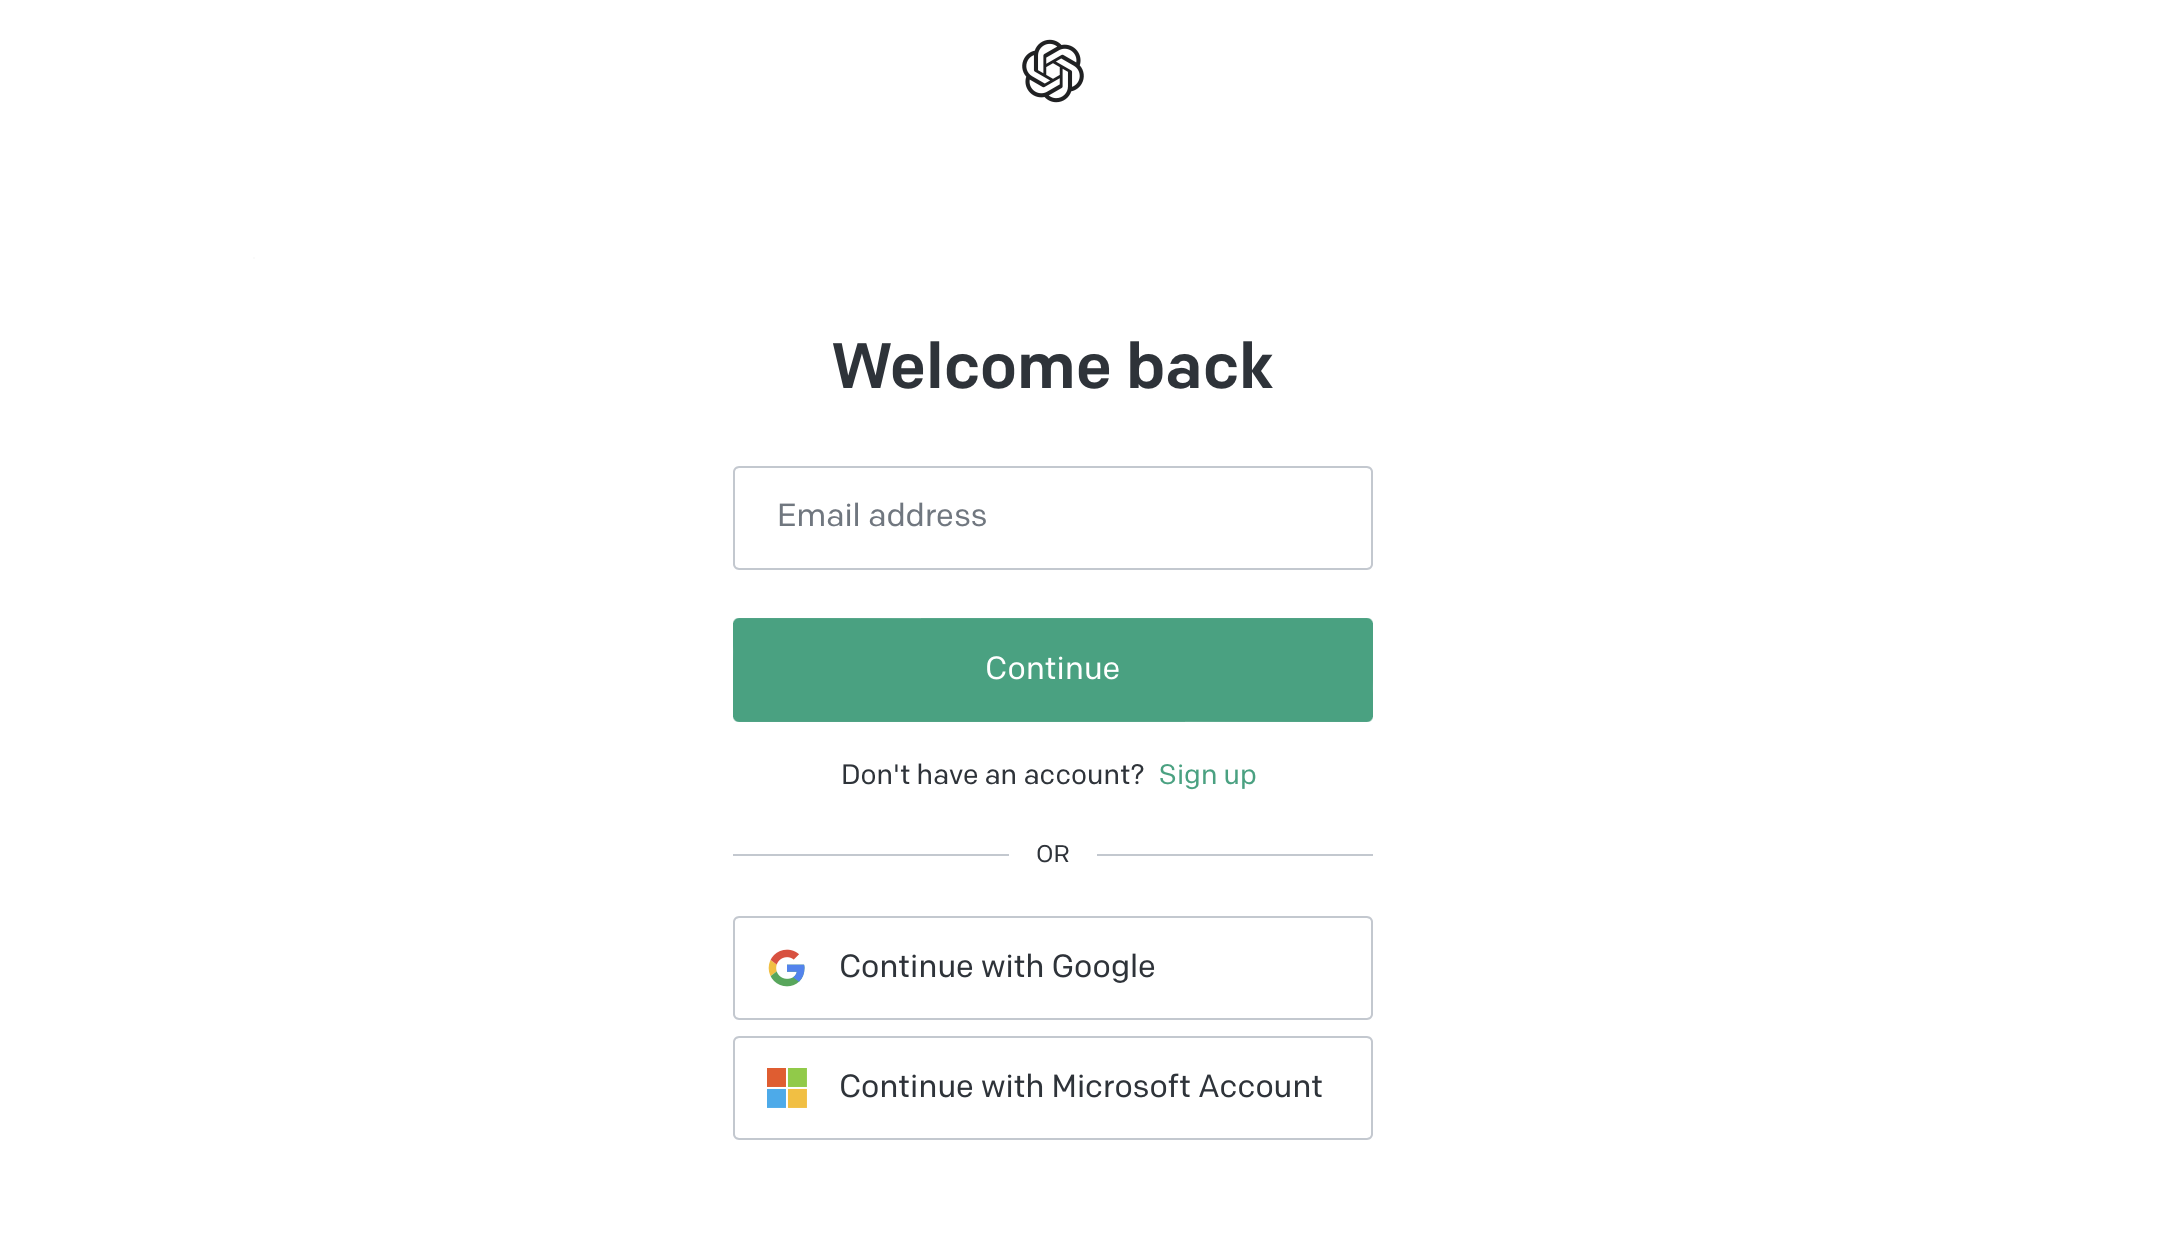 Welcome back
Email address
Continue
Don't have an account? Sign up
OR
Continue with Google
Continue with Microsoft Account